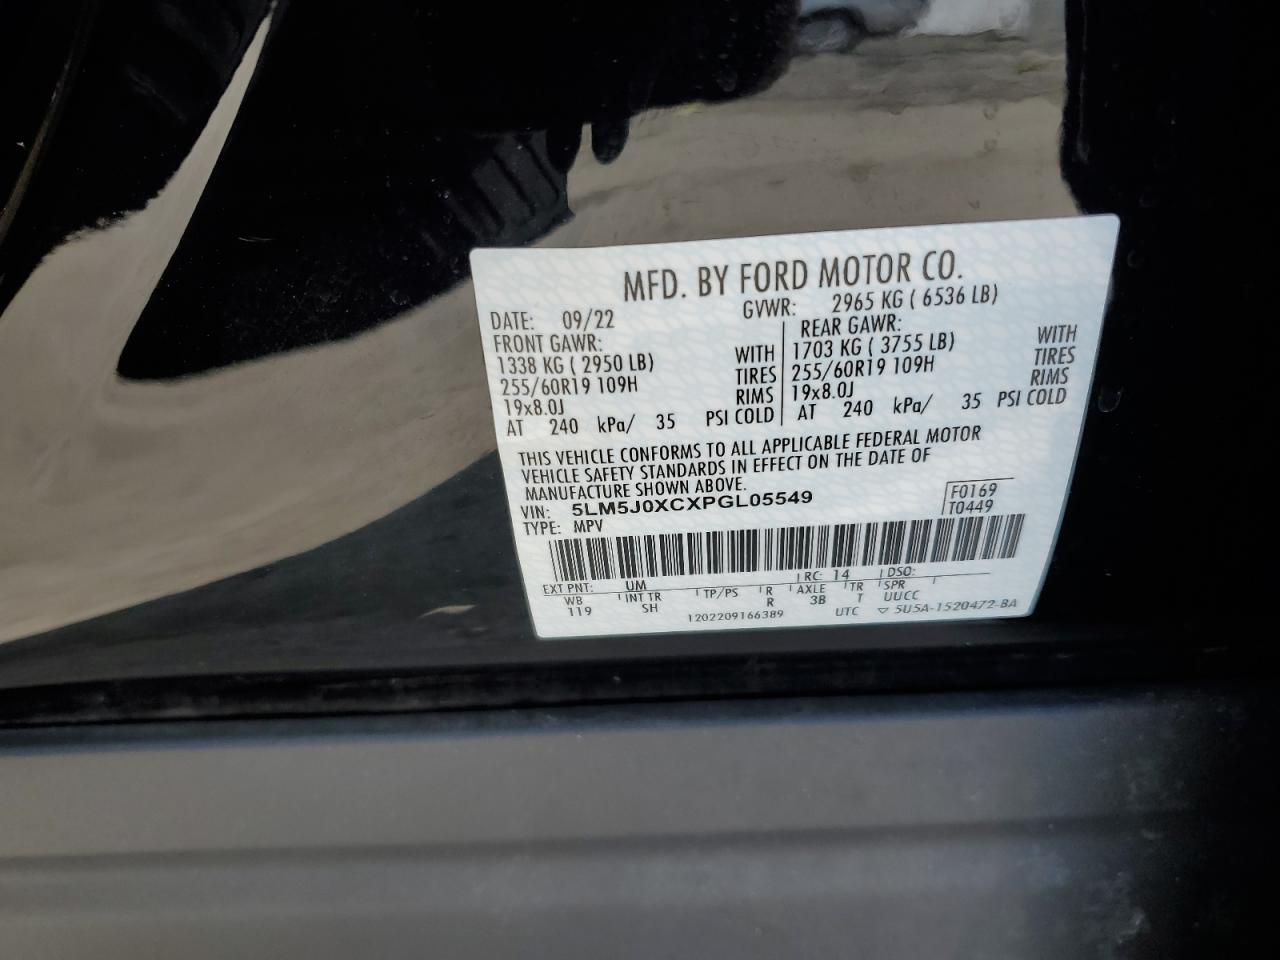 MFD. BY FORD MOTOR CO.
DATE: 09/22 GVWR: 2965 KG ( 6536 LB)
FRONT GAWR: REAR GAWR:
1338 KG ( 2950 LB) WITH 1703 KG ( 3755 LB) WITH
255/60R19 109H TIRES 255/60R19 109H TIRES
19x8.0J RIMS 19x8.0J RIMS
AT 240 kPa/ 35 PSI COLD AT 240 kPa/ 35 PSI COLD
THIS VEHICLE CONFORMS TO ALL APPLICABLE FEDERAL MOTOR
VEHICLE SAFETY STANDARDS IN EFFECT ON THE DATE OF
MANUFACTURE SHOWN ABOVE.
VIN: 5LM5J0XCXPGL05549 F0169
TYPE: MPV T0449
EXT PNT: UM RC: 14 DSO:
WB INT TR TP/PS R AXLE TR SPR
119 SH R 3B T UUCC
1202209166389 UTC ▽ 5U5A-1520472-BA